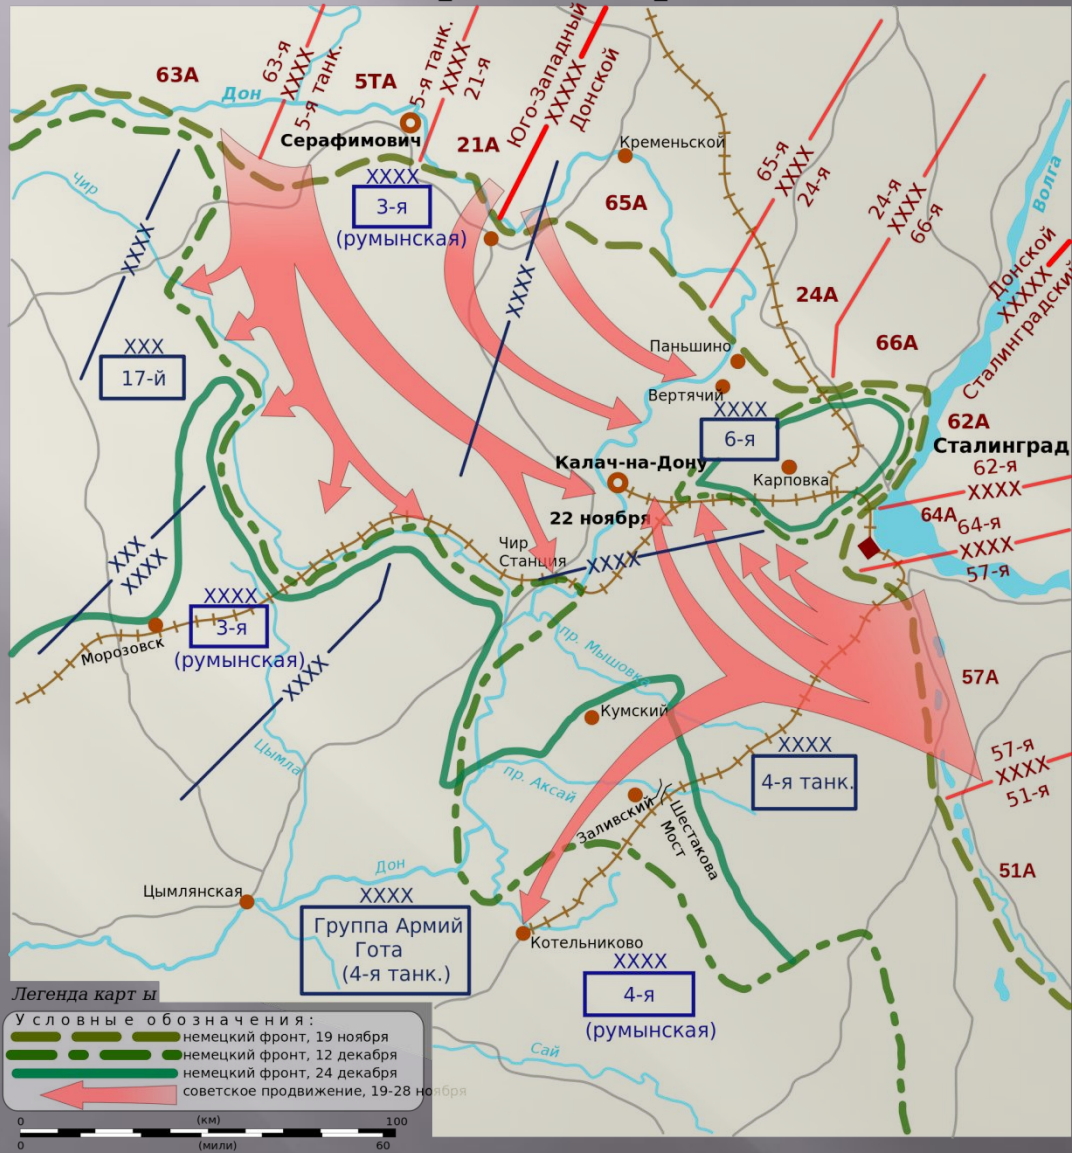 63А
Дон
63-я
XXXX
5-я танк.
5ТА
5-я танк.
XXXX
21-я
Юго-Западный
XXXXX
Донской
21А
Серафимович
Кременьской
65А
65-я
XXXX
24-я
24-я
XXXX
66-я
Волга
Донской
XXXXX
Сталинградский
Чир
XXXX
XXXX
3-я
(румынская)
XXXX
24А
66А
XXX
17-й
Паньшино
Вертячий
XXXX
6-я
62А
Сталинград
Калач-на-Дону
Карповка
62-я
XXXX
22 ноября
64А
64-я
XXXX
57-я
Чир
Станция
XXXX
XXX
XXXX
XXXX
3-я
(румынская)
Морозовск
XXXX
пр. Мышовка
57А
Кумский
Цымла
XXXX
4-я танк.
57-я
XXXX
51-я
пр. Аксай
Заливский
Шестакова
Мост
51А
Дон
Цымлянская
XXXX
Группа Армий
Гота
(4-я танк.)
Котельниково
XXXX
4-я
(румынская)
Сай
Легенда карт ы
Условные обозначения:
немецкий фронт, 19 ноября
немецкий фронт, 12 декабря
немецкий фронт, 24 декабря
советское продвижение, 19-28 ноября
0 (км) 100
0 (мили) 60